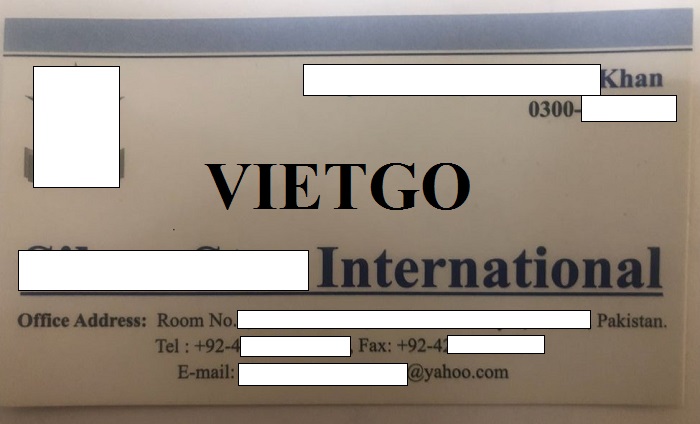 Khan
0300-
VIETGO
International
Office Address: Room No. Pakistan.
Tel : +92-4 , Fax: +92-42
E-mail: @yahoo.com